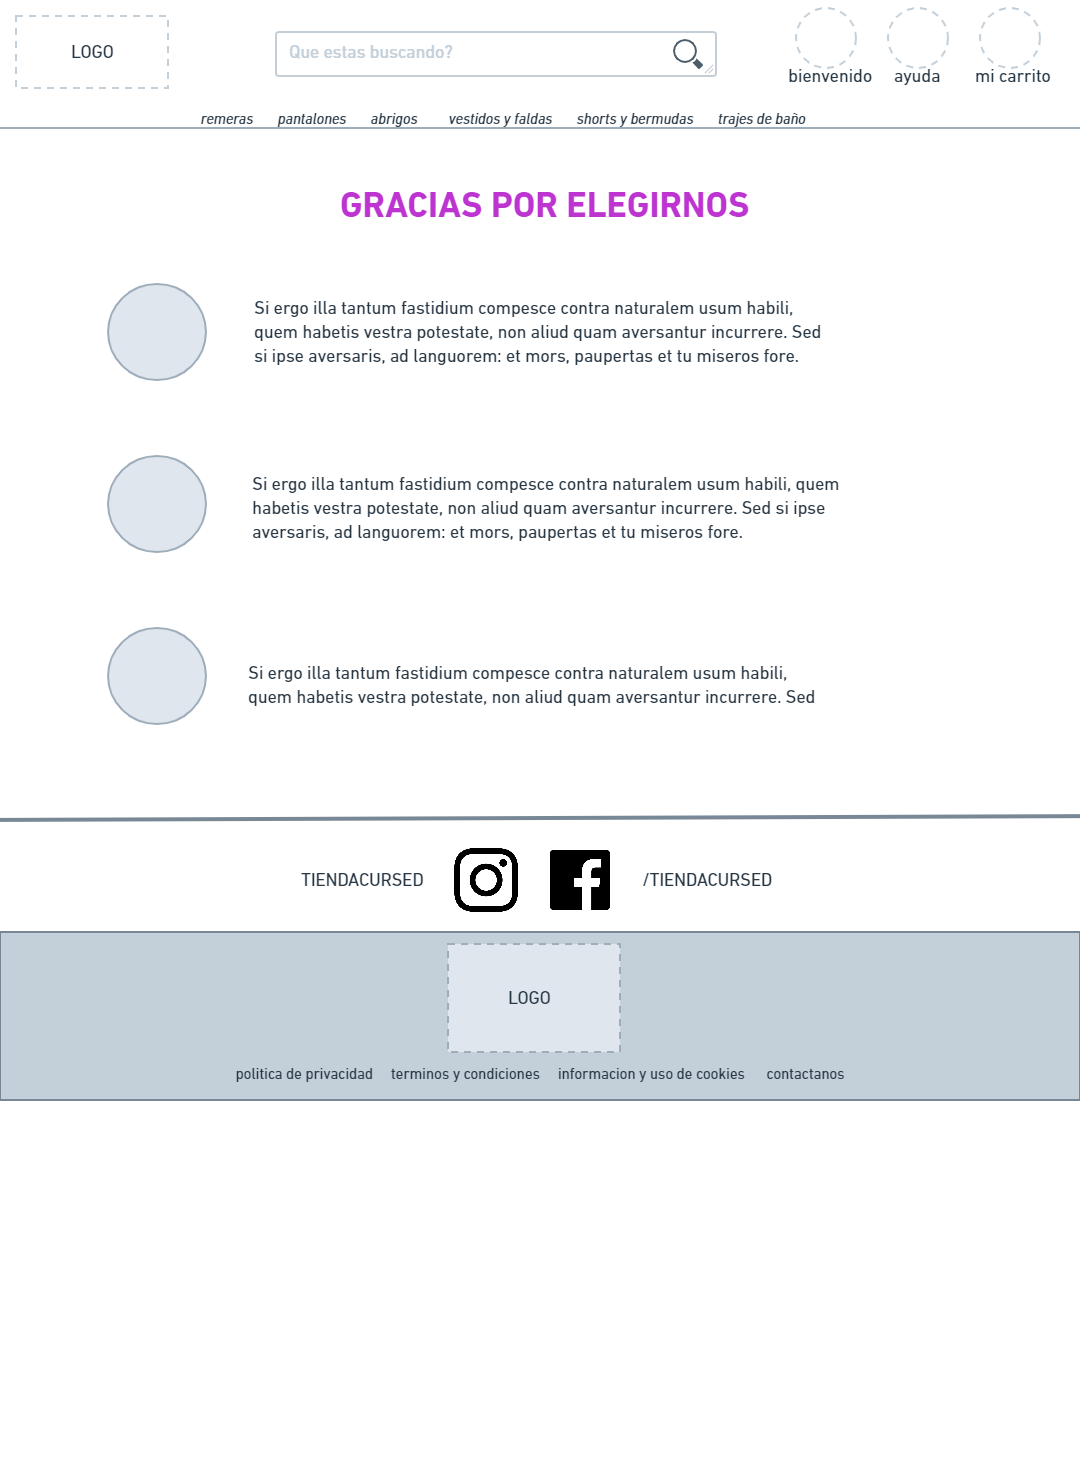 LOGO
Que estas buscando?
bienvenido ayuda mi carrito
remeras pantalones abrigos vestidos y faldas shorts y bermudas trajes de baño
GRACIAS POR ELEGIRNOS
Si ergo illa tantum fastidium compesce contra naturalem usum habili,
quem habetis vestra potestate, non aliud quam aversantur incurrere. Sed
si ipse aversaris, ad languorem: et mors, paupertas et tu miseros fore.
Si ergo illa tantum fastidium compesce contra naturalem usum habili, quem
habetis vestra potestate, non aliud quam aversantur incurrere. Sed si ipse
aversaris, ad languorem: et mors, paupertas et tu miseros fore.
Si ergo illa tantum fastidium compesce contra naturalem usum habili,
quem habetis vestra potestate, non aliud quam aversantur incurrere. Sed
TIENDACURSED /TIENDACURSED
LOGO
politica de privacidad terminos y condiciones informacion y uso de cookies contactanos